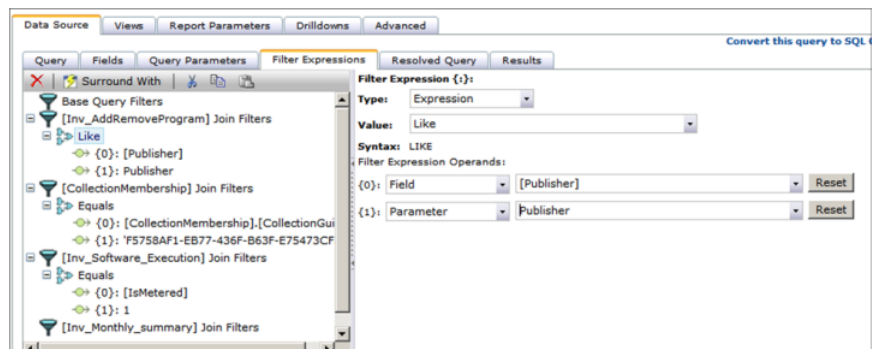 Data Source Views Report Parameters Drilldowns Advanced
Convert this query to SQL
Query Fields Query Parameters Filter Expressions Resolved Query Results
Surround With
Base Query Filters
[Inv_AddRemoveProgram] Join Filters
Like
{0}: [Publisher]
{1}: Publisher
[CollectionMembership] Join Filters
Equals
{0}: [CollectionMembership].[CollectionGui
{1}: 'F5758AF1-EB77-436F-B63F-E75473CF
[Inv_Software_Execution] Join Filters
Equals
{0}: [IsMetered]
{1}: 1
[Inv_Monthly_summary] Join Filters
Filter Expression {:}:
Type: Expression
Value: Like
Syntax: LIKE
Filter Expression Operands:
{0}: Field [Publisher] Reset
{1}: Parameter Publisher Reset